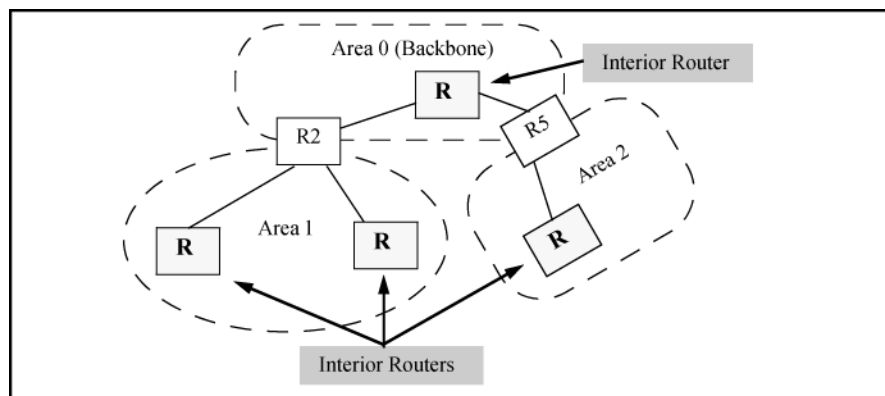 Area 0 (Backbone)
Interior Router
R
R2
R5
Area 2
Area 1
R
R
R
Interior Routers